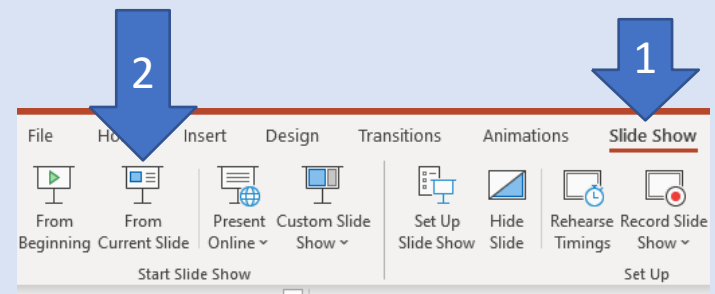 2
1
File Ho Insert Design Transitions Animations Slide Show
From Beginning
From Current Slide
Present Online
Custom Slide Show
Set Up Slide Show
Hide Slide
Rehearse Timings
Record Slide Show
Start Slide Show
Set Up